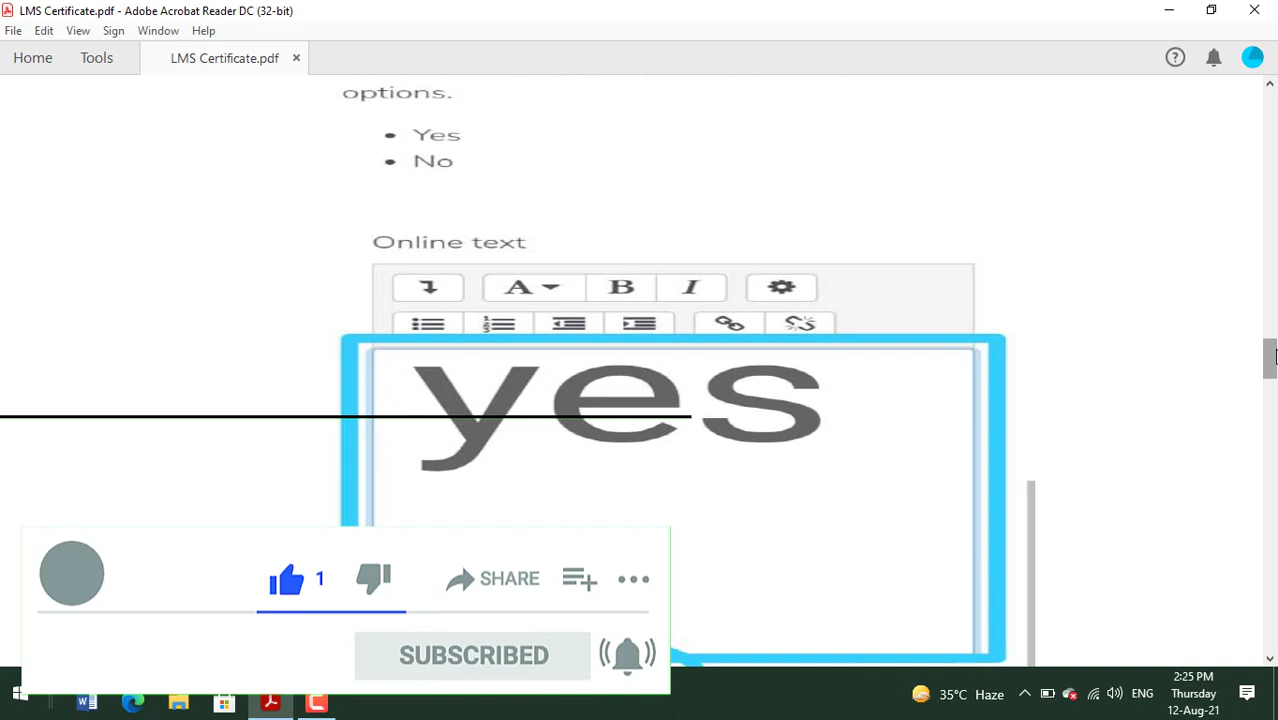 LMS Certificate.pdf - Adobe Acrobat Reader DC (32-bit)
File Edit View Sign Window Help
Home Tools LMS Certificate.pdf ×
options.
• Yes
• No
Online text
A B I
yes
1 SHARE
SUBSCRIBED
35°C Haze ENG
2:25 PM
Thursday
12-Aug-21